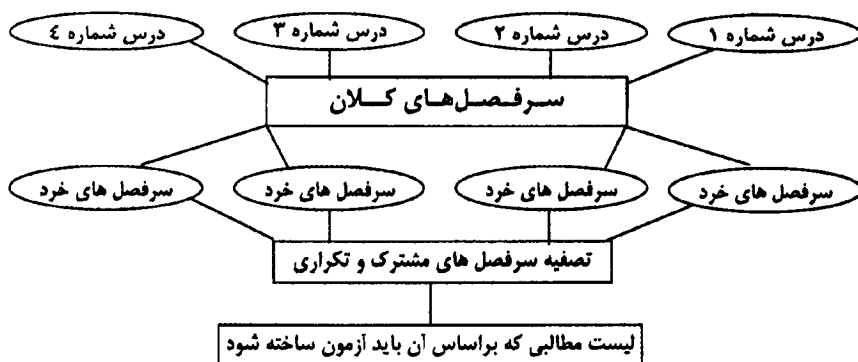 درس شماره ۱
درس شماره ۲
درس شماره ۳
درس شماره ٤
سرفصل‌های کلان
سرفصل های خرد
سرفصل های خرد
سرفصل های خرد
سرفصل های خرد
تصفیه سرفصل های مشترک و تکراری
لیست مطالبی که براساس آن باید آزمون ساخته شود